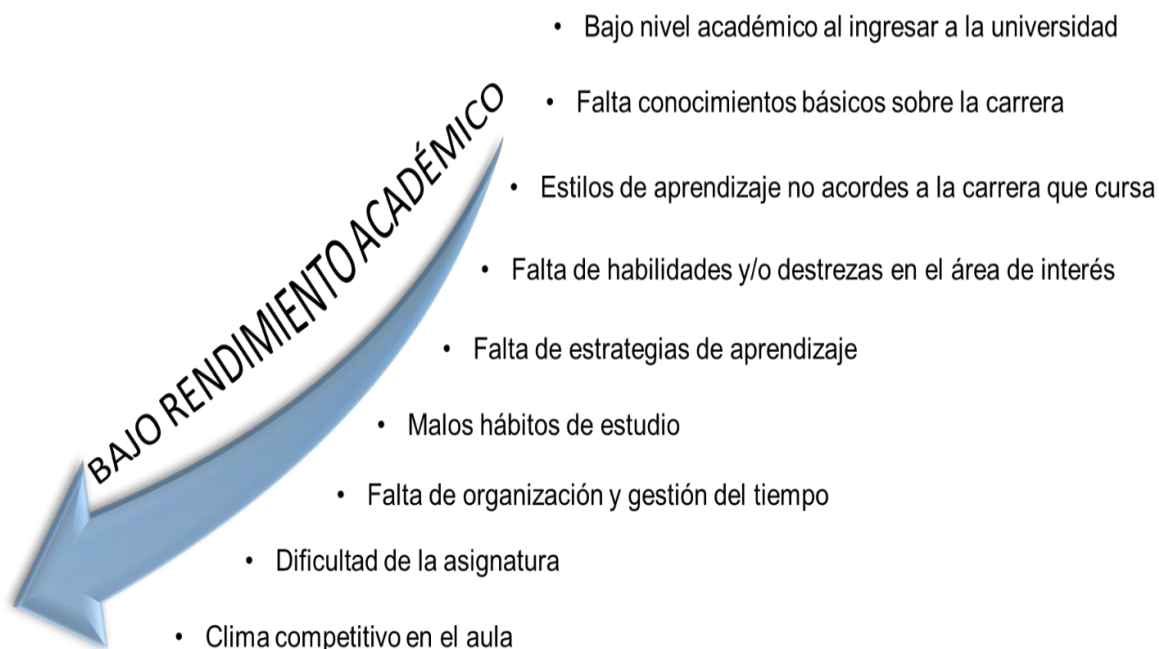 • Bajo nivel académico al ingresar a la universidad
BAJO RENDIMIENTO ACADÉMICO
• Falta conocimientos básicos sobre la carrera
• Estilos de aprendizaje no acordes a la carrera que cursa
• Falta de habilidades y/o destrezas en el área de interés
• Falta de estrategias de aprendizaje
• Malos hábitos de estudio
• Falta de organización y gestión del tiempo
• Dificultad de la asignatura
• Clima competitivo en el aula